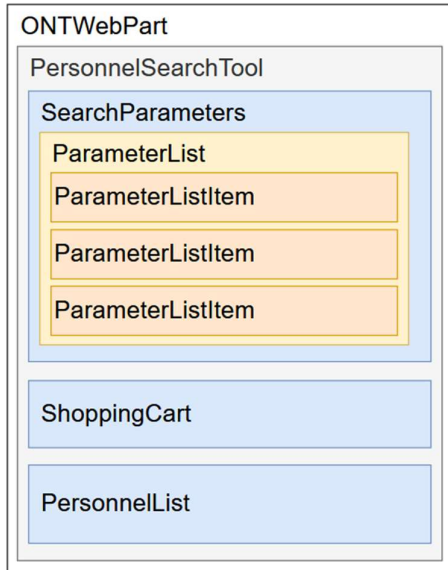 ONTWebPart
PersonnelSearchTool
SearchParameters
ParameterList
ParameterListItem
ParameterListItem
ParameterListItem
ShoppingCart
PersonnelList